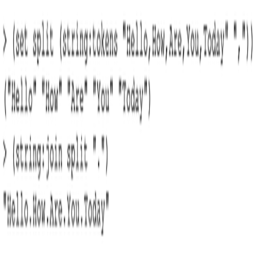 > (set split (string:tokens "Hello,How,Are,You,Today" ","))
("Hello" "How" "Are" "You" "Today")
> (string:join split ".")
"Hello.How.Are.You.Today"